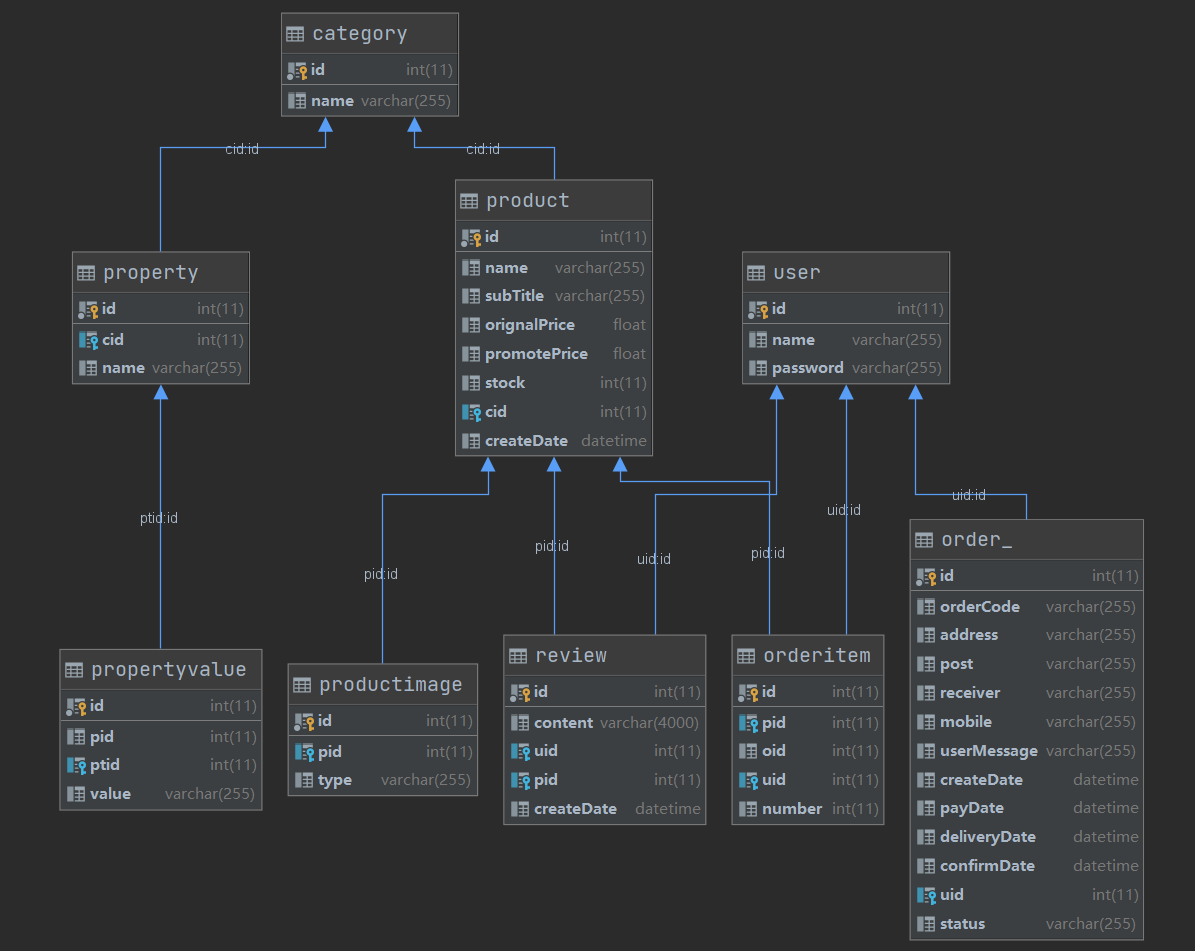 category
id int(11)
name varchar(255)
cid:id
cid:id
product
id int(11)
name varchar(255)
subTitle varchar(255)
orignalPrice float
promotePrice float
stock int(11)
cid int(11)
createDate datetime
property
id int(11)
cid int(11)
name varchar(255)
user
id int(11)
name varchar(255)
password varchar(255)
ptid:id
pid:id
pid:id
uid:id
pid:id
uid:id
uid:id
propertyvalue
id int(11)
pid int(11)
ptid int(11)
value varchar(255)
productimage
id int(11)
pid int(11)
type varchar(255)
review
id int(11)
content varchar(4000)
uid int(11)
pid int(11)
createDate datetime
orderitem
id int(11)
pid int(11)
oid int(11)
uid int(11)
number int(11)
order_
id int(11)
orderCode varchar(255)
address varchar(255)
post varchar(255)
receiver varchar(255)
mobile varchar(255)
userMessage varchar(255)
createDate datetime
payDate datetime
deliveryDate datetime
confirmDate datetime
uid int(11)
status varchar(255)